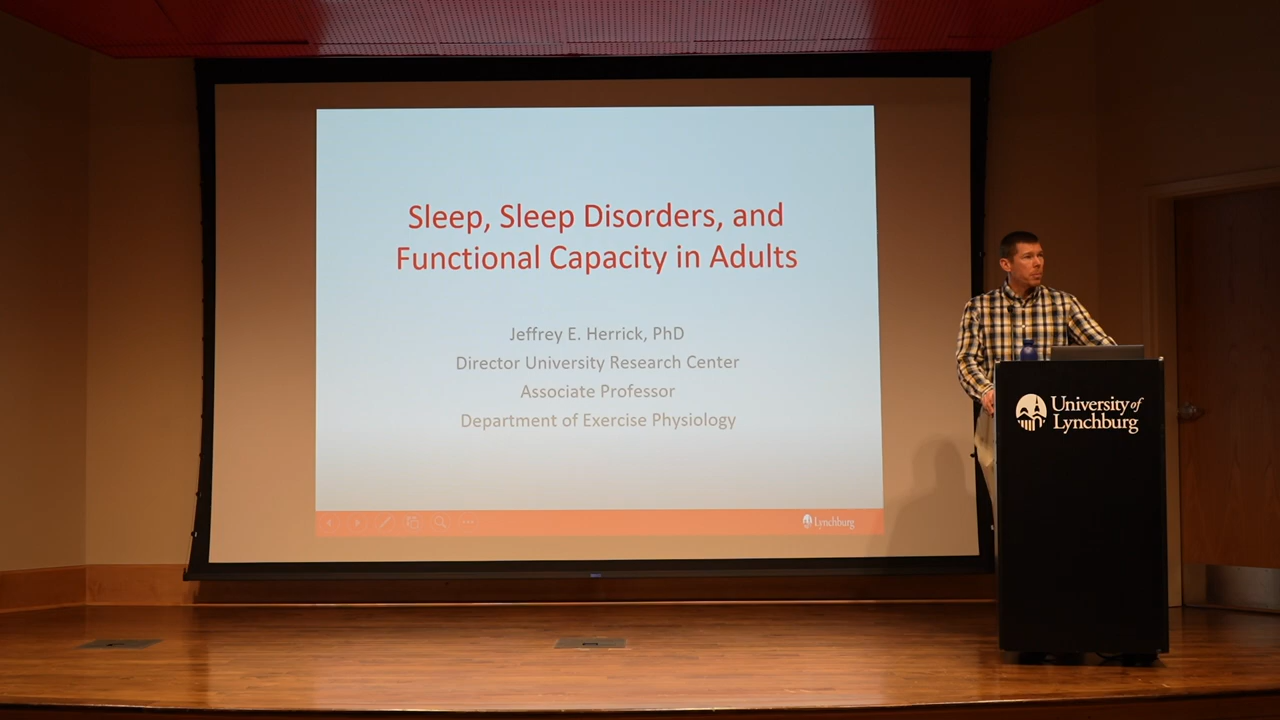 Sleep, Sleep Disorders, and
Functional Capacity in Adults
Jeffrey E. Herrick, PhD
Director University Research Center
Associate Professor
Department of Exercise Physiology
Lynchburg
University of
Lynchburg